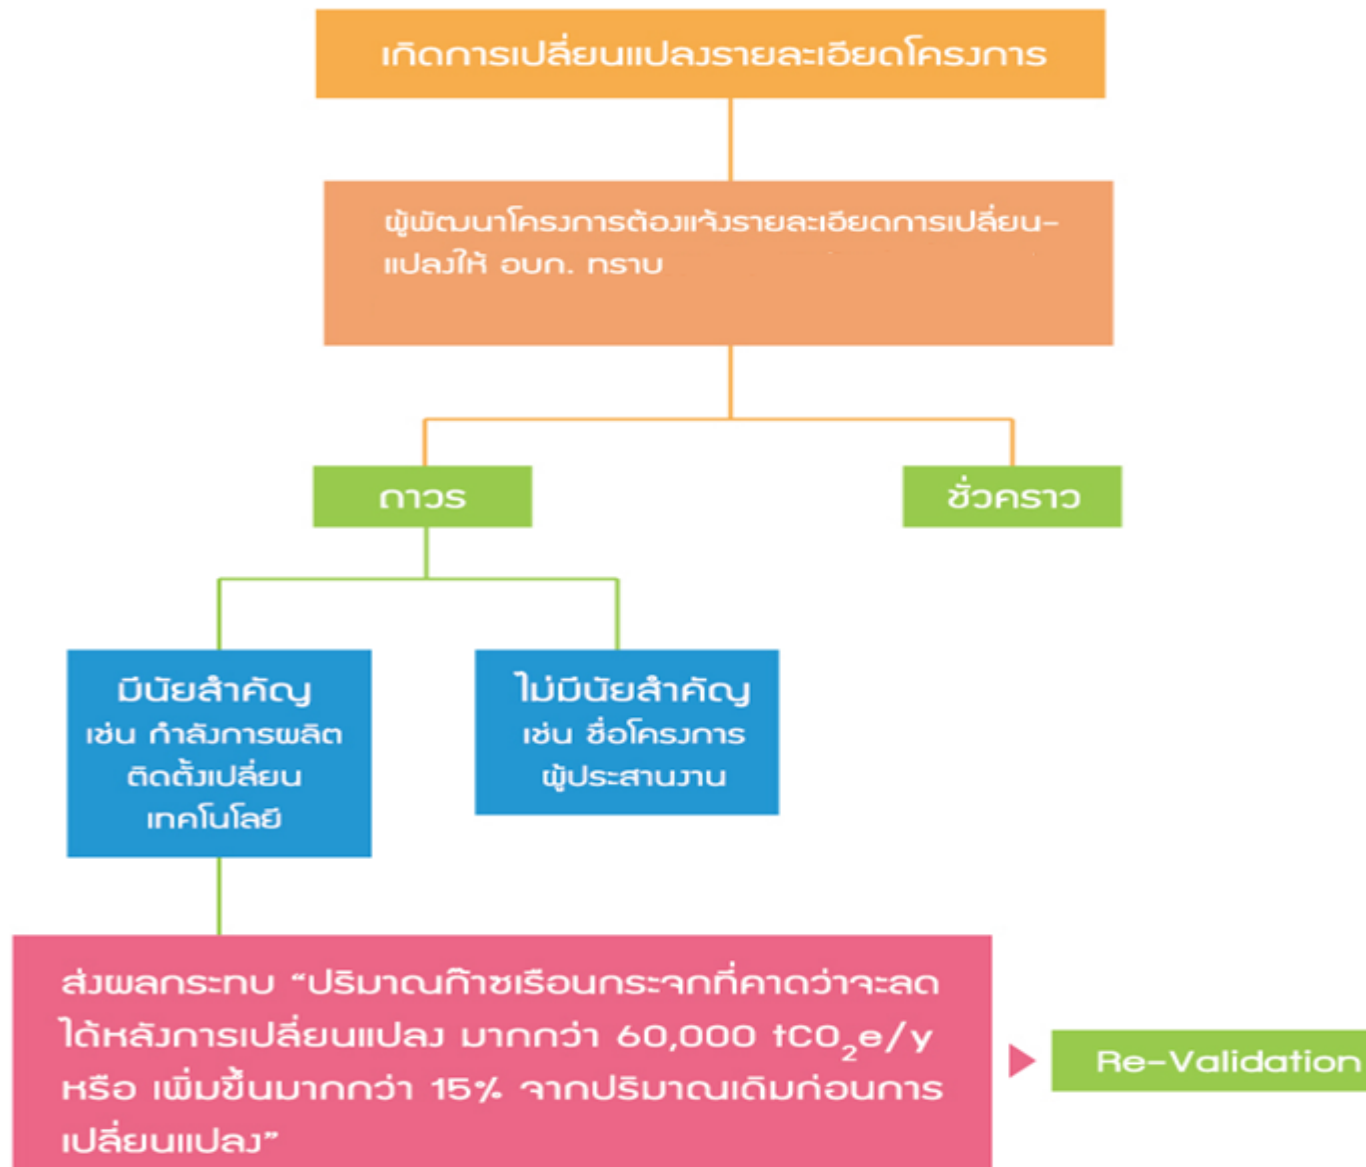 เกิดการเปลี่ยนแปลงรายละเอียดโครงการ
ผู้พัฒนาโครงการต้องแจ้งรายละเอียดการเปลี่ยน-
แปลงให้ อบก. ทราบ
ถาวร
ชั่วคราว
มีนัยสำคัญ
เช่น กำลังการผลิต
ติดตั้งเปลี่ยน
เทคโนโลยี
ไม่มีนัยสำคัญ
เช่น ชื่อโครงการ
ผู้ประสานงาน
ส่งผลกระทบ “ปริมาณก๊าซเรือนกระจกที่คาดว่าจะลด
ได้หลังการเปลี่ยนแปลง มากกว่า 60,000 tCO₂e/y
หรือ เพิ่มขึ้นมากกว่า 15% จากปริมาณเดิมก่อนการ
เปลี่ยนแปลง”
Re-Validation